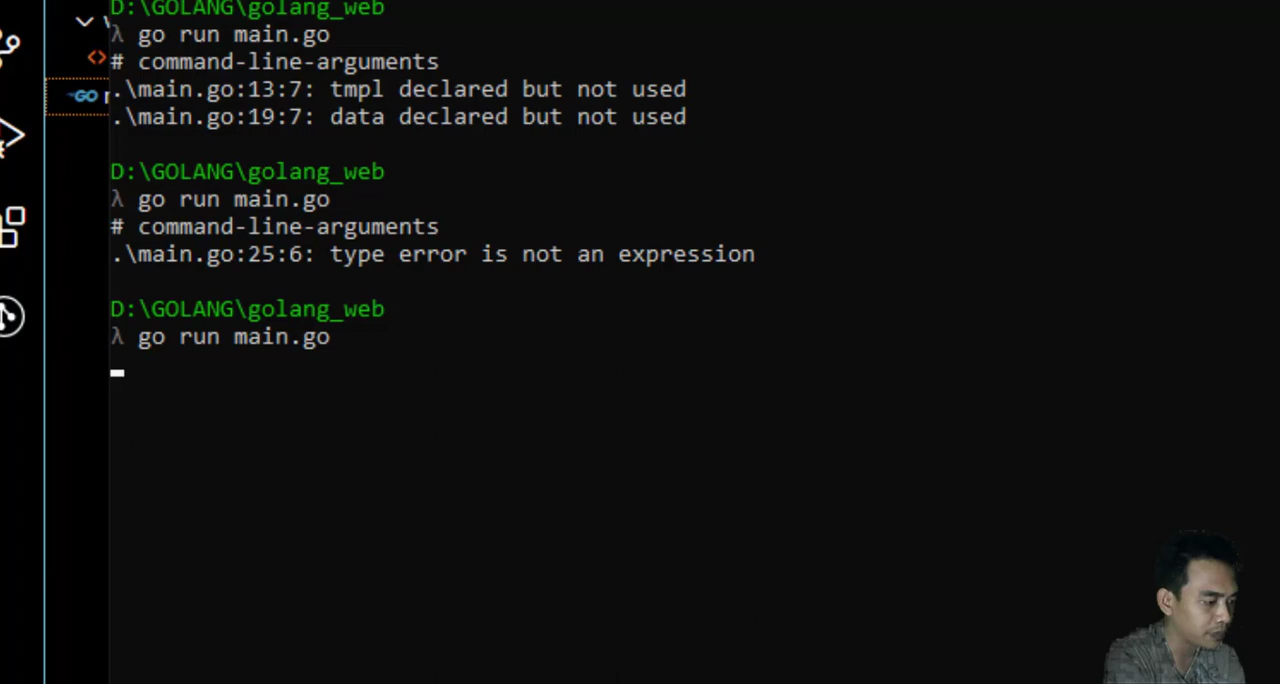 D:\GOLANG\golang_web
λ go run main.go
# command-line-arguments
.\main.go:13:7: tmpl declared but not used
.\main.go:19:7: data declared but not used
D:\GOLANG\golang_web
λ go run main.go
# command-line-arguments
.\main.go:25:6: type error is not an expression
D:\GOLANG\golang_web
λ go run main.go
GO